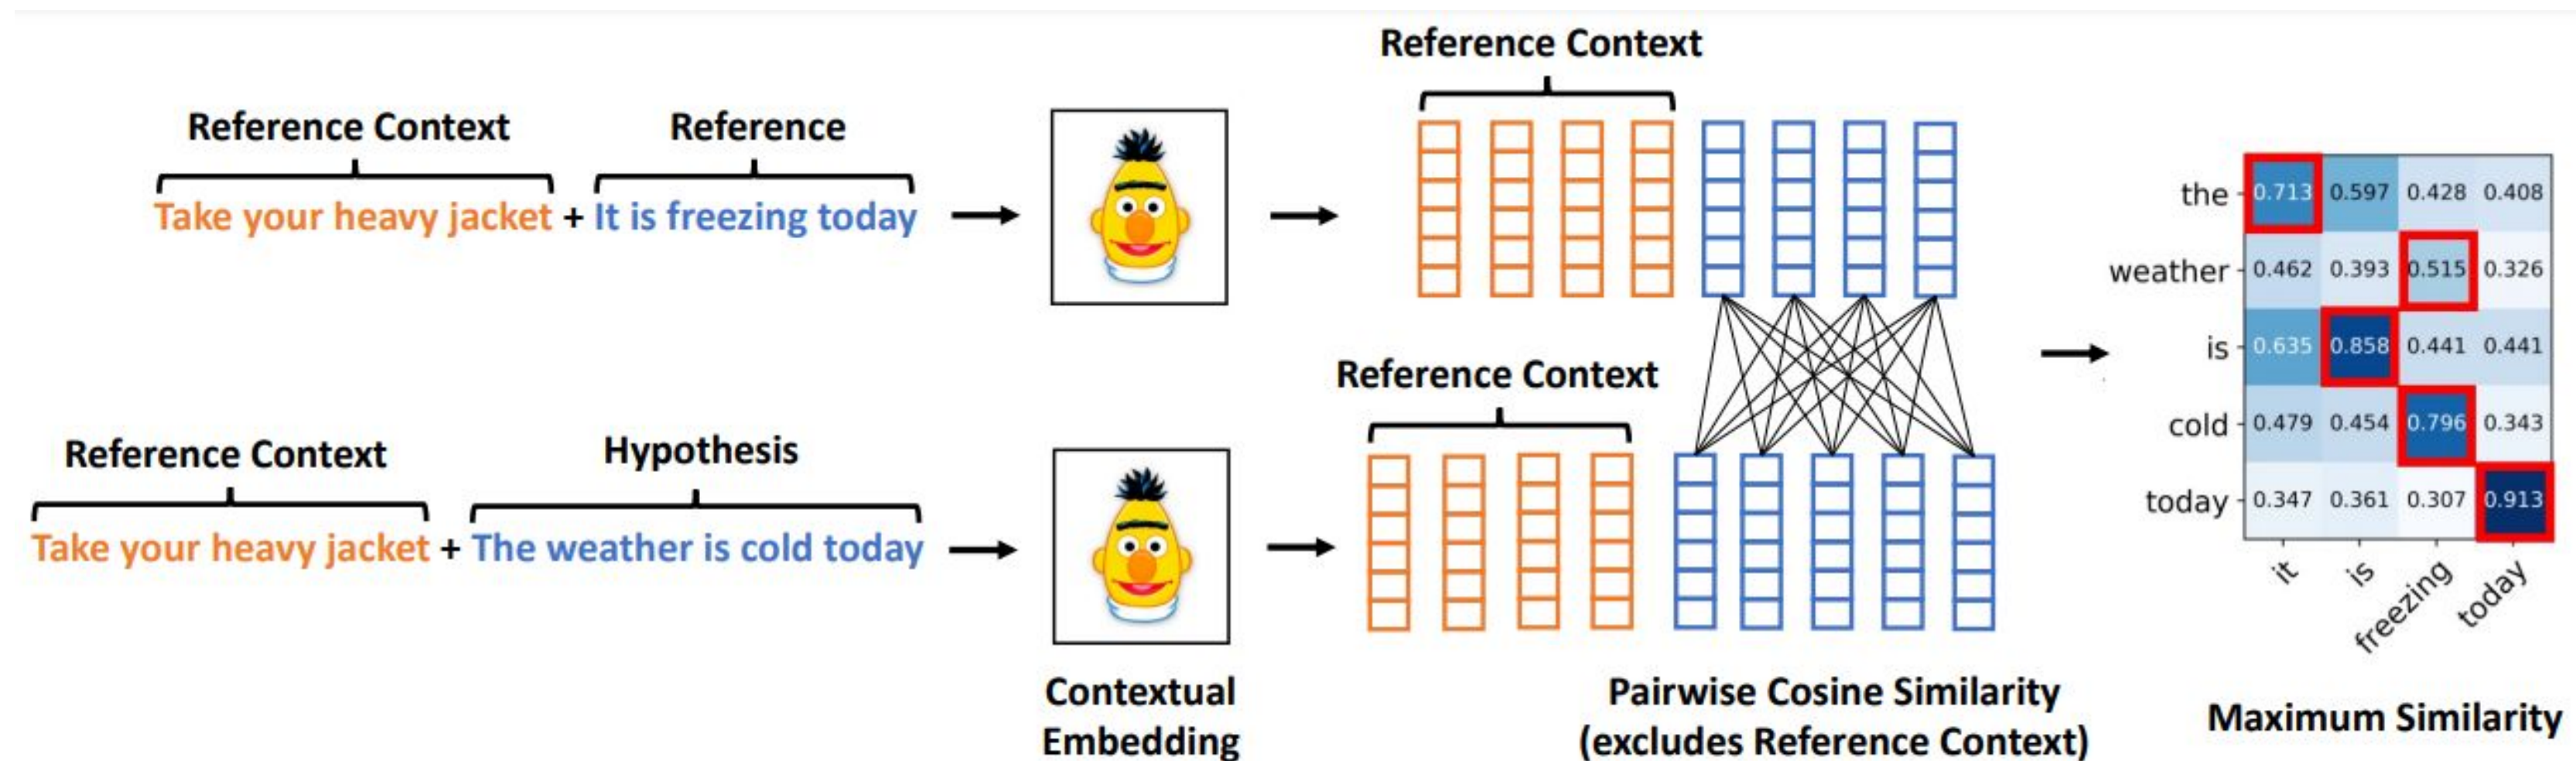 Reference Context
Reference Context Reference
Take your heavy jacket + It is freezing today
Reference Context
Reference Context Hypothesis
Take your heavy jacket + The weather is cold today
Contextual
Embedding
Pairwise Cosine Similarity
(excludes Reference Context)
the 0.713 0.597 0.428 0.408
weather 0.462 0.393 0.515 0.326
is 0.635 0.858 0.441 0.441
cold 0.479 0.454 0.796 0.343
today 0.347 0.361 0.307 0.913
it is freezing today
Maximum Similarity